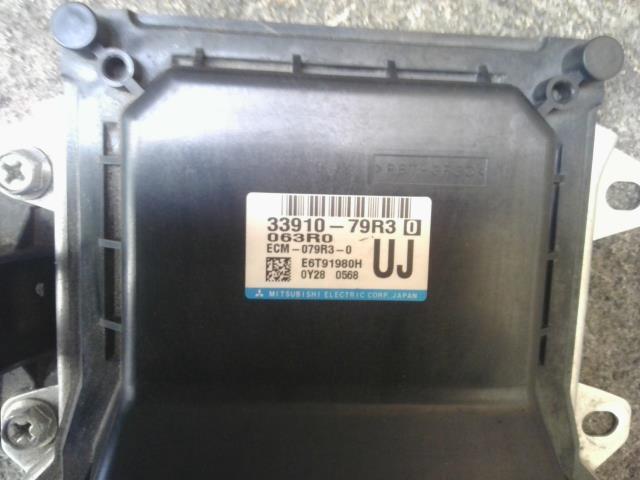 33910-79R3 0
063R0
ECM-079R3-0
E6T91980H
0Y28 0568
UJ
MITSUBISHI ELECTRIC CORP. JAPAN